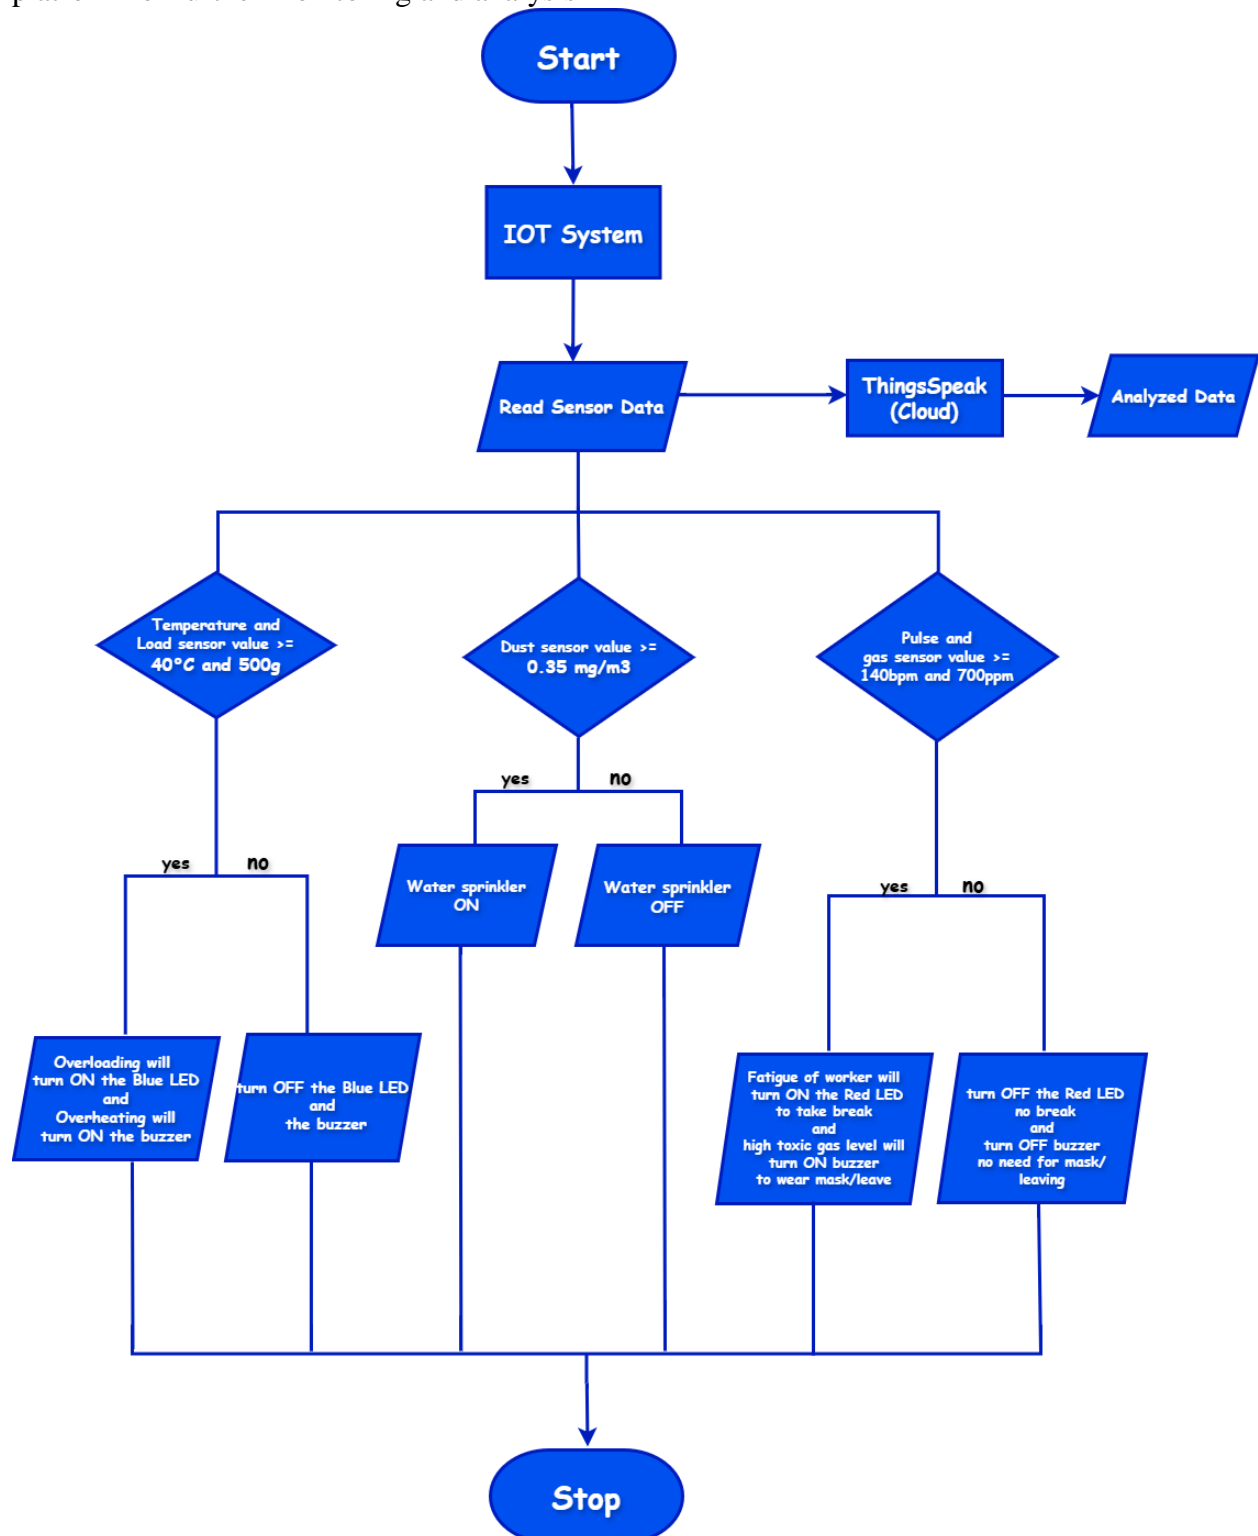 Start
IOT System
Read Sensor Data
ThingsSpeak
(Cloud)
Analyzed Data
Temperature and
Load sensor value >=
40°C and 500g
Dust sensor value >=
0.35 mg/m3
Pulse and
gas sensor value >=
140bpm and 700ppm
yes
no
yes
no
yes
no
Water sprinkler
ON
Water sprinkler
OFF
Overloading will
turn ON the Blue LED
and
Overheating will
turn ON the buzzer
turn OFF the Blue LED
and
the buzzer
Fatigue of worker will
turn ON the Red LED
to take break
and
high toxic gas level will
turn ON buzzer
to wear mask/leave
turn OFF the Red LED
no break
and
turn OFF buzzer
no need for mask/
leaving
Stop